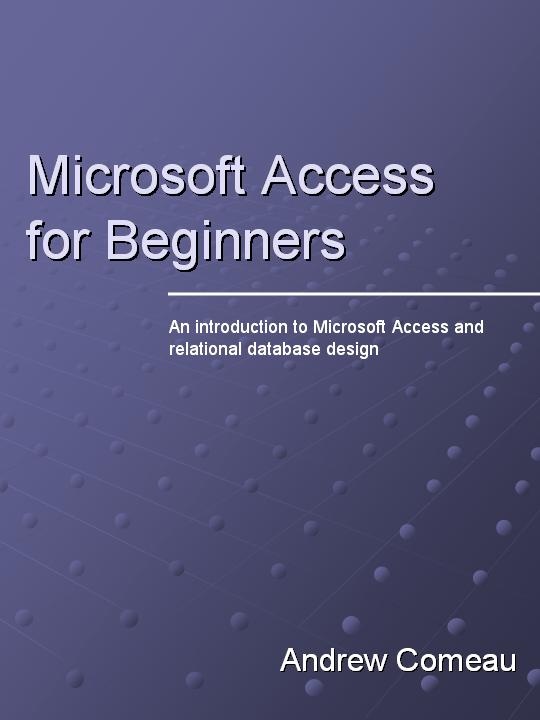 Microsoft Access
for Beginners
An introduction to Microsoft Access and
relational database design
Andrew Comeau